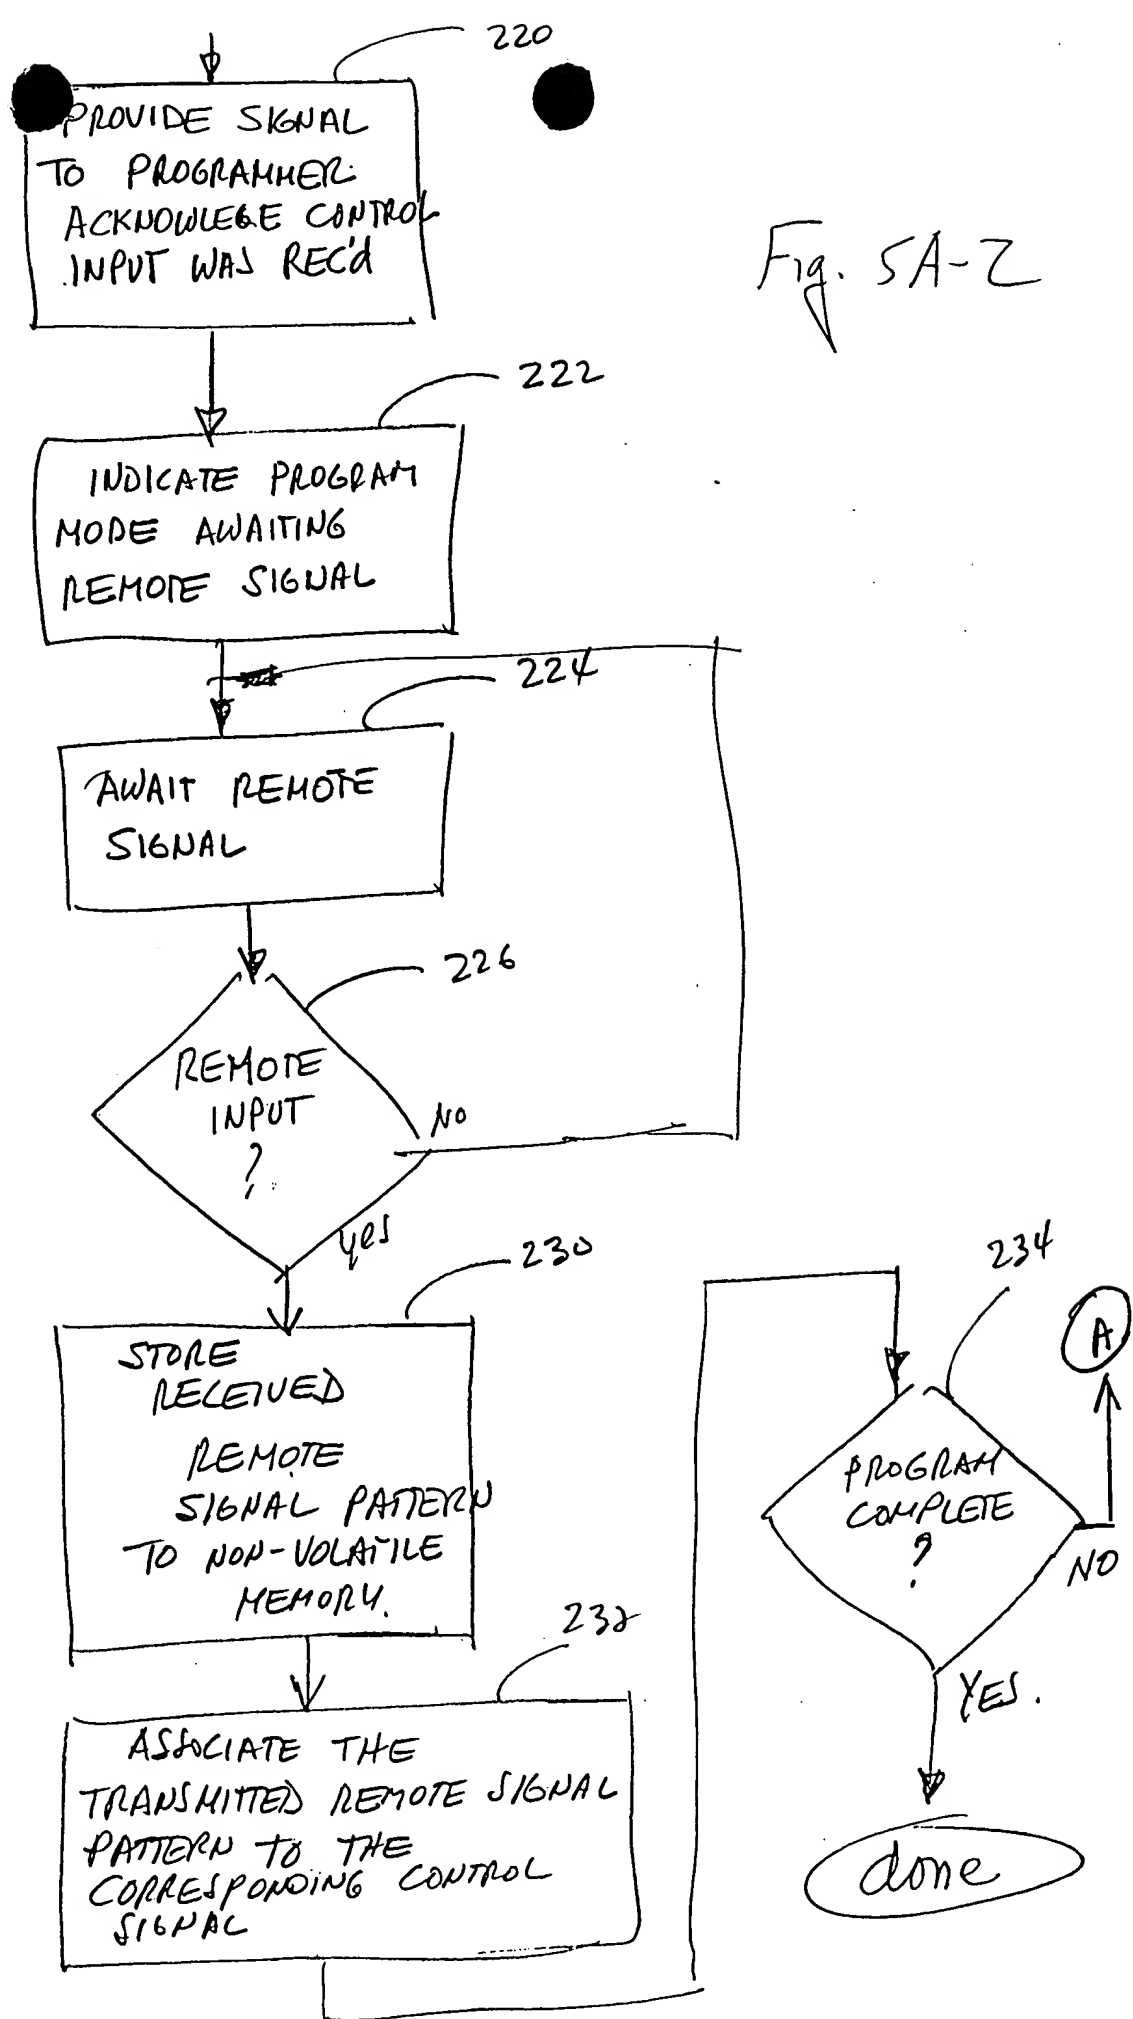 220
PROVIDE SIGNAL
TO PROGRAMMER
ACKNOWLEGE CONTROL
INPUT WAS REC'd
Fig. 5A-2
222
INDICATE PROGRAM
MODE AWAITING
REMOTE SIGNAL
224
AWAIT REMOTE
SIGNAL
226
REMOTE
INPUT
?
NO
yes
230
STORE
RECEIVED
REMOTE
SIGNAL PATTERN
TO NON-VOLATILE
MEMORY.
232
ASSOCIATE THE
TRANSMITTED REMOTE SIGNAL
PATTERN TO THE
CORRESPONDING CONTROL
SIGNAL
234
A
PROGRAM
COMPLETE
?
NO
YES.
done